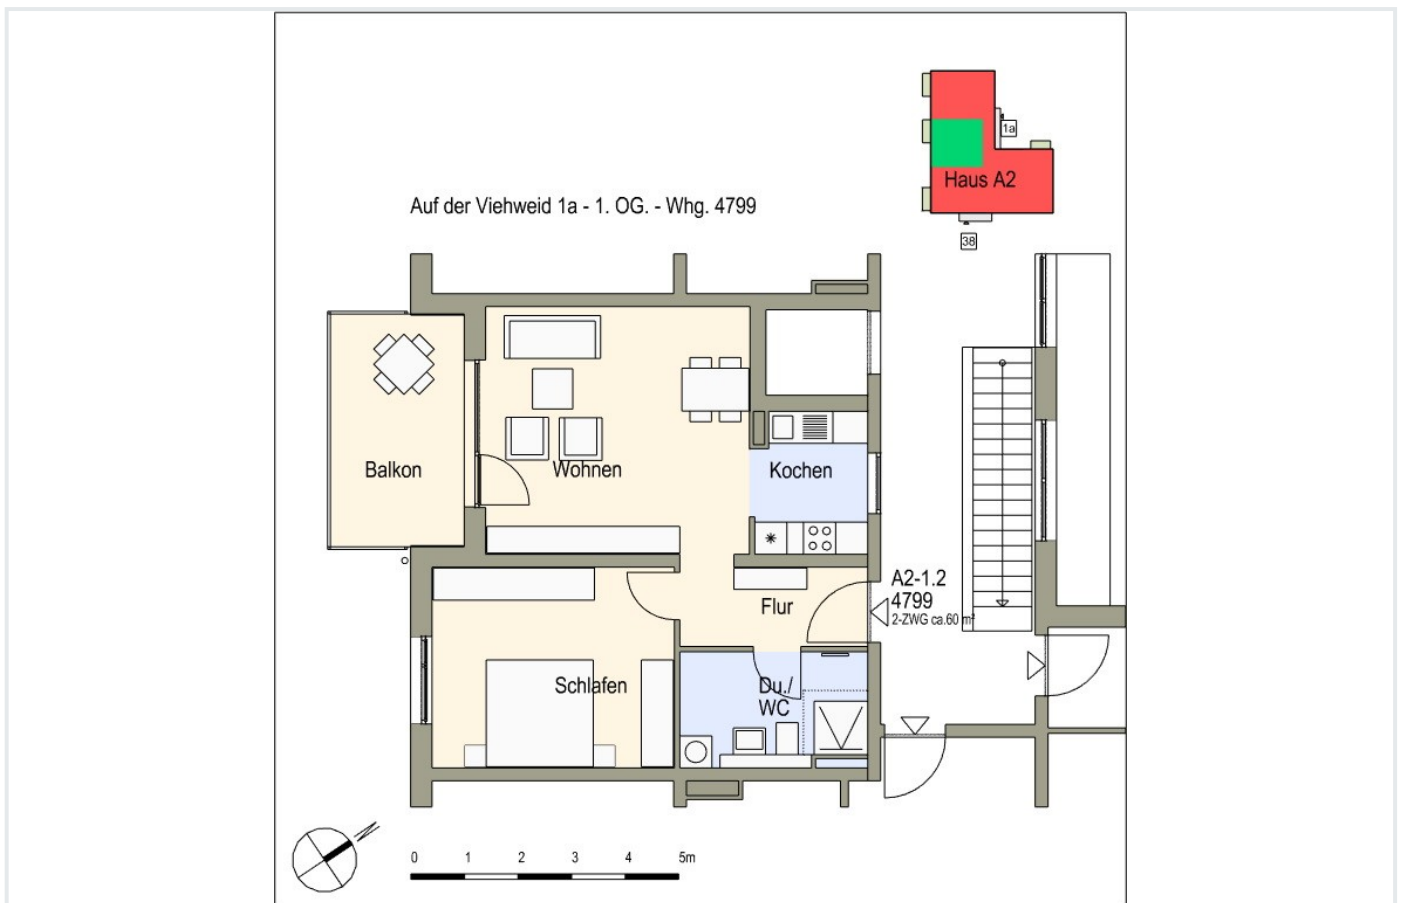 1a
Haus A2
38
Auf der Viehweid 1a - 1. OG. - Whg. 4799
Balkon
Wohnen
Kochen
A2-1.2
4799
2-ZWG ca.60 m²
Flur
Schlafen
Du./
WC
N
0 1 2 3 4 5m